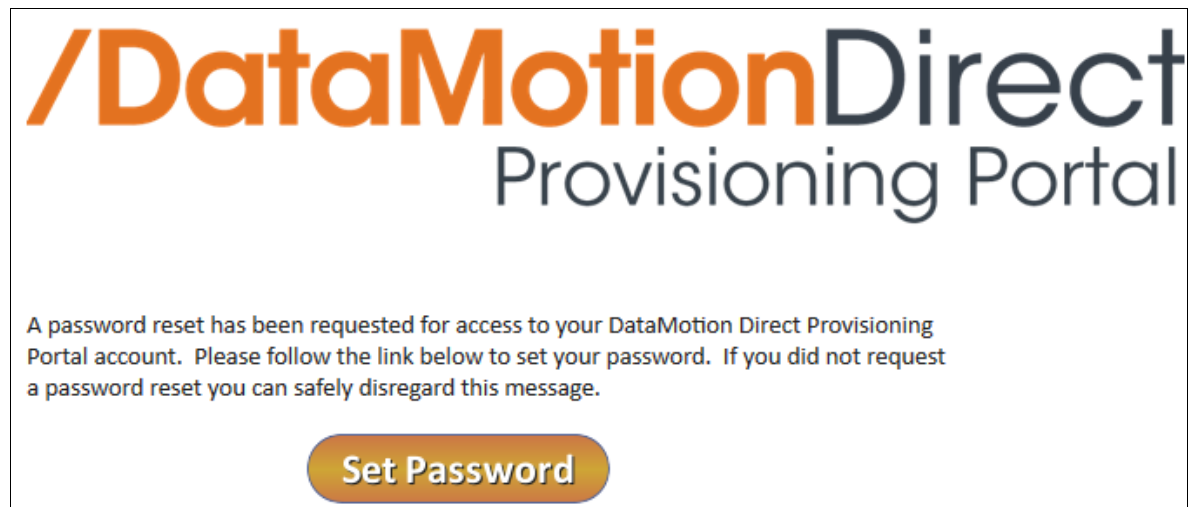 /DataMotionDirect
Provisioning Portal
A password reset has been requested for access to your DataMotion Direct Provisioning
Portal account.  Please follow the link below to set your password.  If you did not request
a password reset you can safely disregard this message.
Set Password